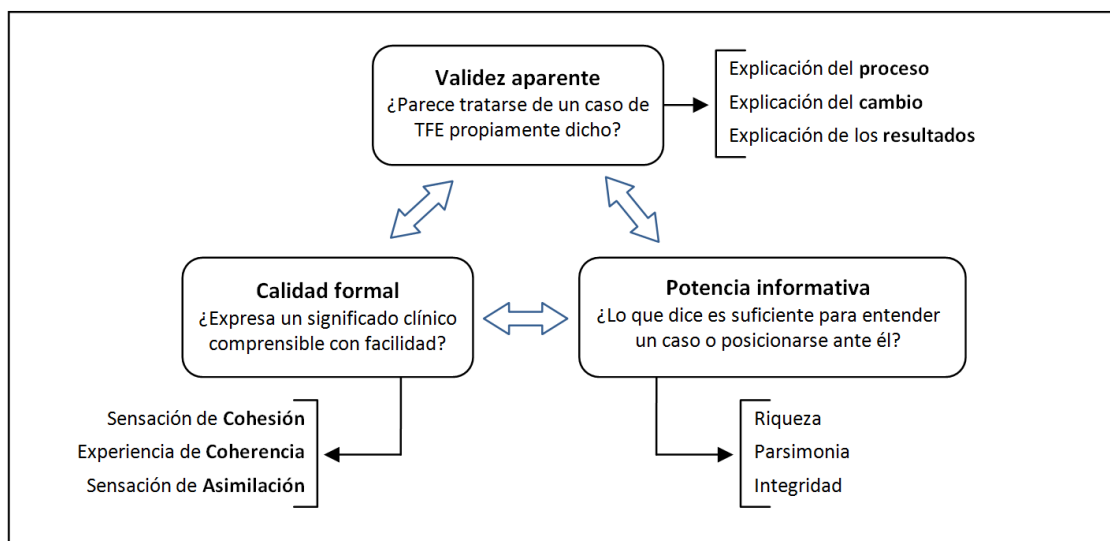 Validez aparente
¿Parece tratarse de un caso de
TFE propiamente dicho?
Explicación del proceso
Explicación del cambio
Explicación de los resultados
Calidad formal
¿Expresa un significado clínico
comprensible con facilidad?
Potencia informativa
¿Lo que dice es suficiente para entender
un caso o posicionarse ante él?
Sensación de Cohesión
Experiencia de Coherencia
Sensación de Asimilación
Riqueza
Parsimonia
Integridad